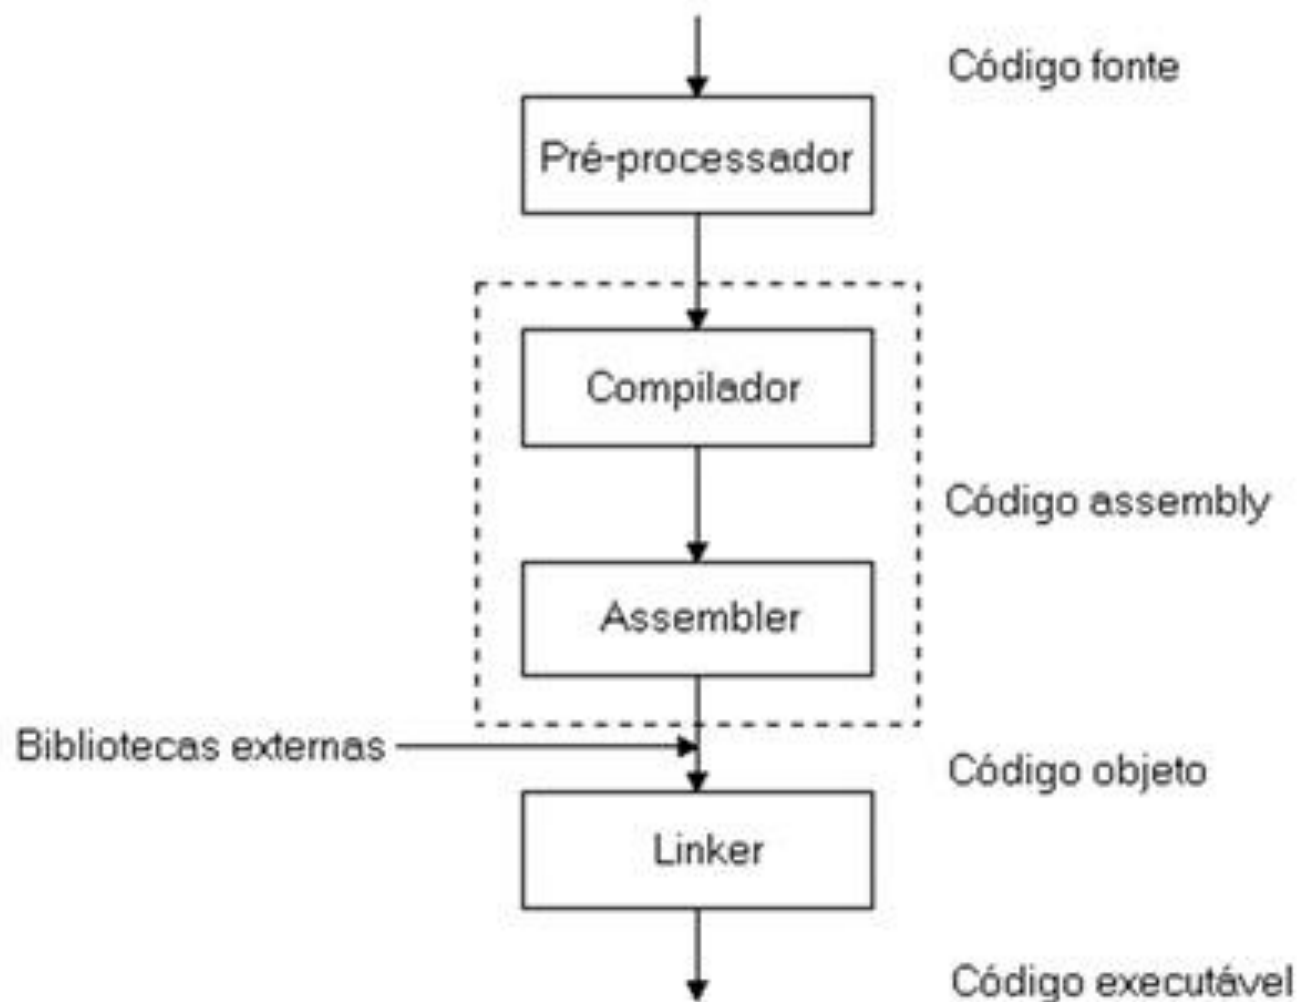 Código fonte
Pré-processador
Compilador
Código assembly
Assembler
Bibliotecas externas
Código objeto
Linker
Código executável